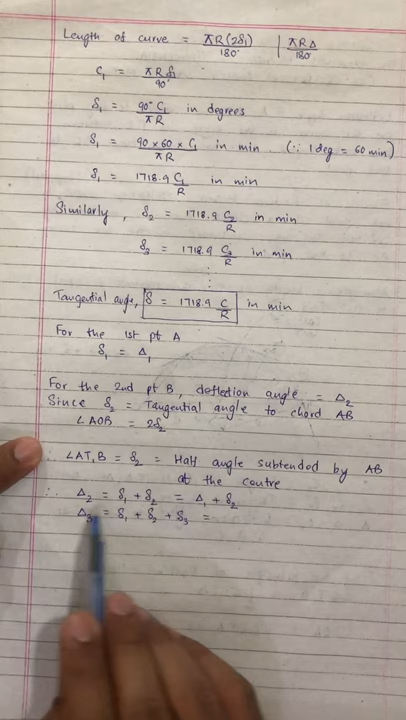 Length of curve = πR(2δ₁)/180° | πRΔ/180
C₁ = πRδ₁/90°
δ₁ = 90° C₁/πR in degrees
δ₁ = 90 × 60 × C₁/πR in min (∵ 1 deg = 60 min)
δ₁ = 1718.9 C₁/R in min
Similarly, δ₂ = 1718.9 C₂/R in min
δ₃ = 1718.9 C₃/R in min
⋮
Tangential angle, δ = 1718.9 C/R in min
For the 1st pt A
δ₁ = Δ₁
For the 2nd pt B, deflection angle = Δ₂
Since δ₂ = Tangential angle to chord AB
∠AOB = 2δ₂
∴ ∠AT₁B = δ₂ = Half angle subtended by AB
at the centre
∴ Δ₂ = δ₁ + δ₂ = Δ₁ + δ₂
Δ₃ = δ₁ + δ₂ + δ₃ =